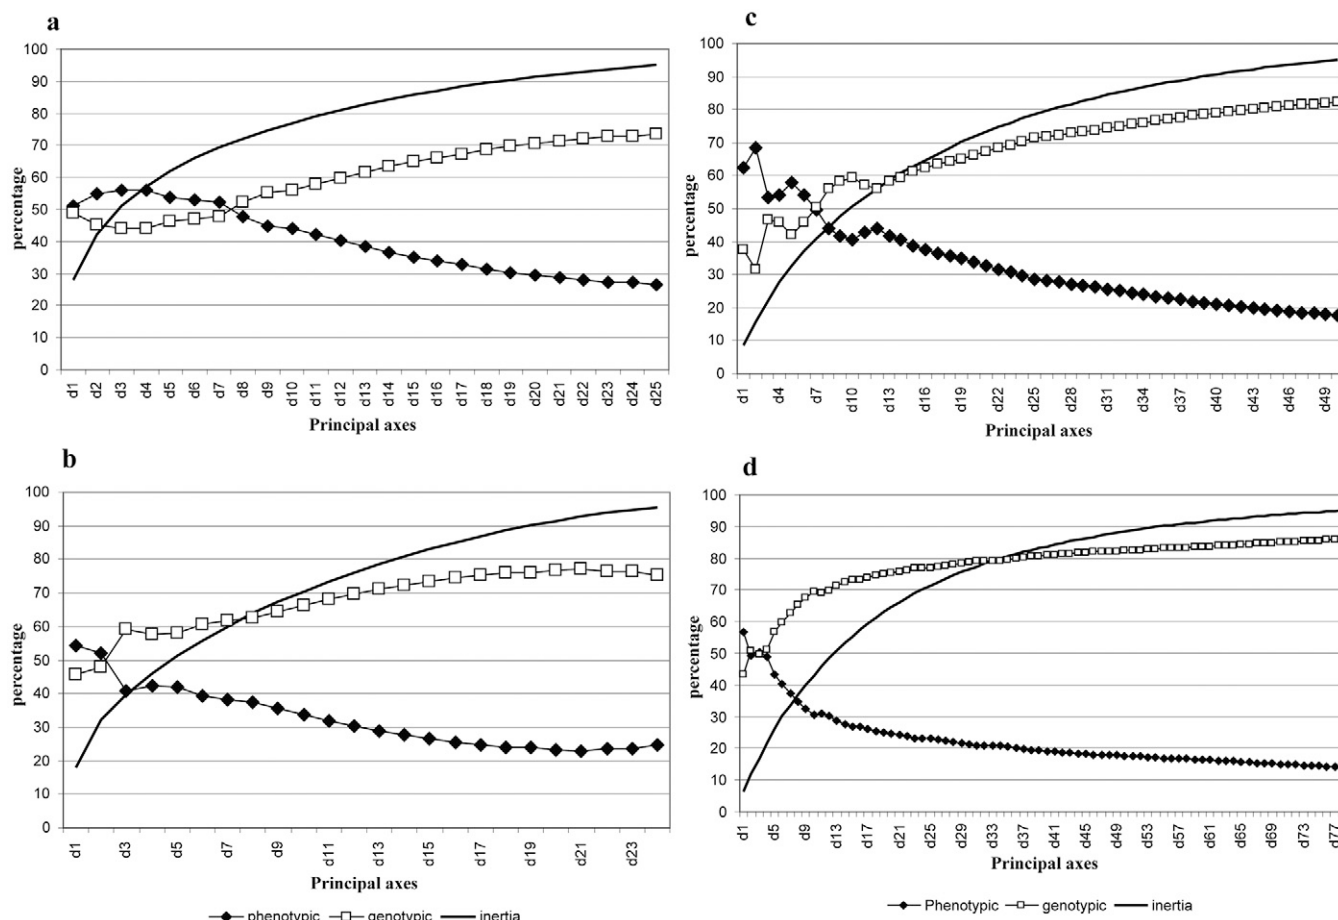 a
100
90
80
70
60
50
40
30
20
10
0
percentage
d1 d2 d3 d4 d5 d6 d7 d8 d9 d10 d11 d12 d13 d14 d15 d16 d17 d18 d19 d20 d21 d22 d23 d24 d25
Principal axes
b
100
90
80
70
60
50
40
30
20
10
0
percentage
d1 d3 d5 d7 d9 d11 d13 d15 d17 d19 d21 d23
Principal axes
phenotypic genotypic inertia
c
100
90
80
70
60
50
40
30
20
10
0
percentage
d1 d4 d7 d10 d13 d16 d19 d22 d25 d28 d31 d34 d37 d40 d43 d46 d49
Principal axes
d
100
90
80
70
60
50
40
30
20
10
0
percentage
d1 d5 d9 d13 d17 d21 d25 d29 d33 d37 d41 d45 d49 d53 d57 d61 d65 d69 d73 d77
Principal axes
Phenotypic genotypic inertia